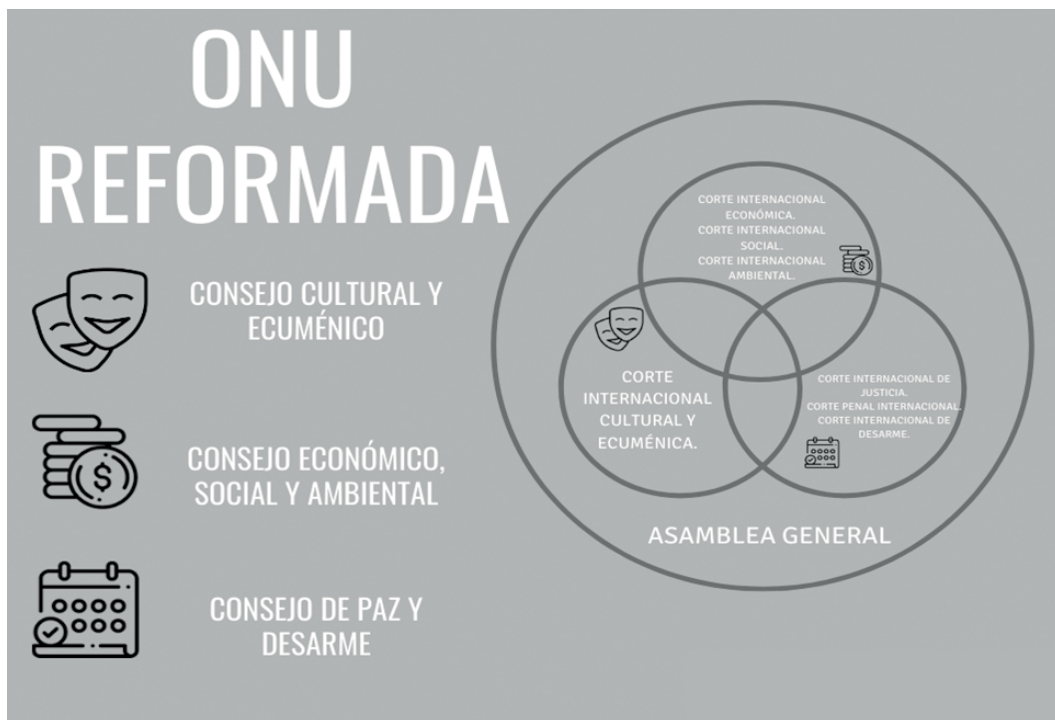 ONU
REFORMADA
CONSEJO CULTURAL Y
ECUMÉNICO
CONSEJO ECONÓMICO,
SOCIAL Y AMBIENTAL
CONSEJO DE PAZ Y
DESARME
CORTE INTERNACIONAL
ECONÓMICA.
CORTE INTERNACIONAL
SOCIAL.
CORTE INTERNACIONAL
AMBIENTAL.
$
CORTE
INTERNACIONAL
CULTURAL Y
ECUMÉNICA.
CORTE INTERNACIONAL DE
JUSTICIA.
CORTE PENAL INTERNACIONAL.
CORTE INTERNACIONAL DE
DESARME.
ASAMBLEA GENERAL
$